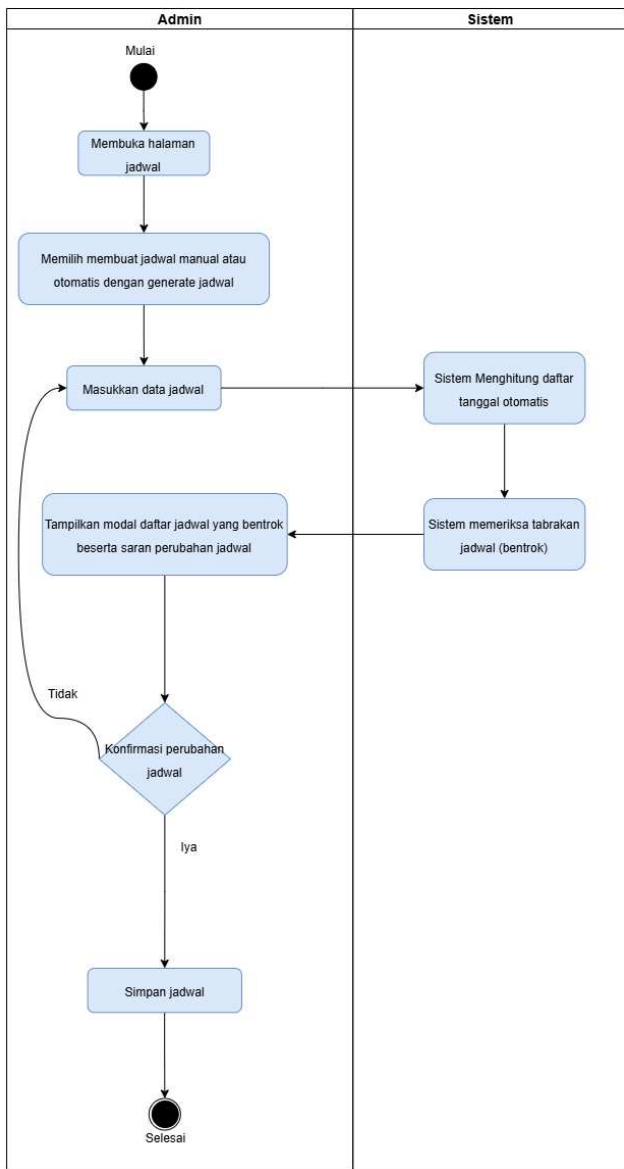 Admin
Sistem
Mulai
Membuka halaman
jadwal
Memilih membuat jadwal manual atau
otomatis dengan generate jadwal
Masukkan data jadwal
Sistem Menghitung daftar
tanggal otomatis
Sistem memeriksa tabrakan
jadwal (bentrok)
Tampilkan modal daftar jadwal yang bentrok
beserta saran perubahan jadwal
Tidak
Konfirmasi perubahan
jadwal
Iya
Simpan jadwal
Selesai